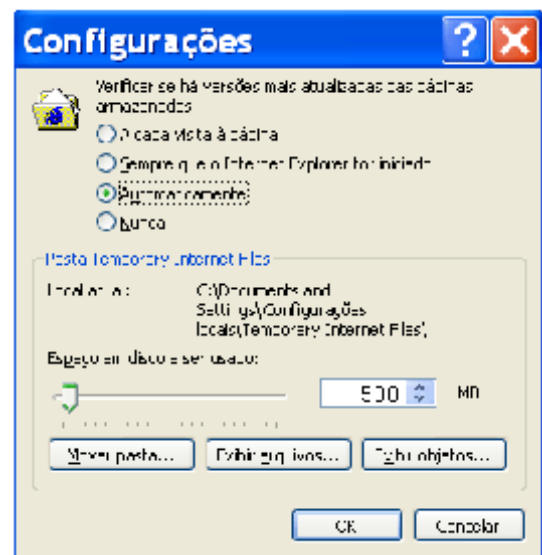 Configurações
Verificar se há versões mais atualizadas das páginas
armazenadas
A cada visita à página
Sempre que o Internet Explorer for iniciado
Automaticamente
Nunca
Pasta Temporary Internet Files
Local atual:
C:\Documents and
Settings\Configurações
locais\Temporary Internet Files\
Espaço em disco a ser usado:
500 MB
Mover pasta... Exibir arquivos... Exibir objetos...
OK Cancelar